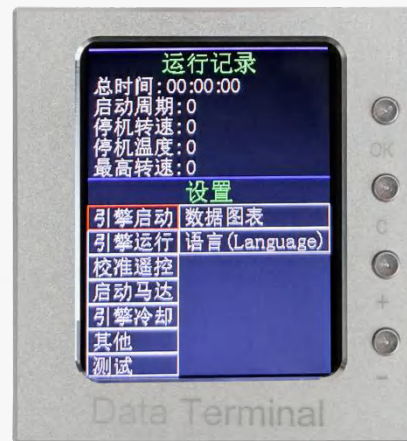 运行记录
总时间:00:00:00
启动周期:0
停机转速:0
停机温度:0
最高转速:0
设置
引擎启动 数据图表
引擎运行 语言(Language)
校准遥控
启动马达
引擎冷却
其他
测试
OK
C
+
-
Data Terminal